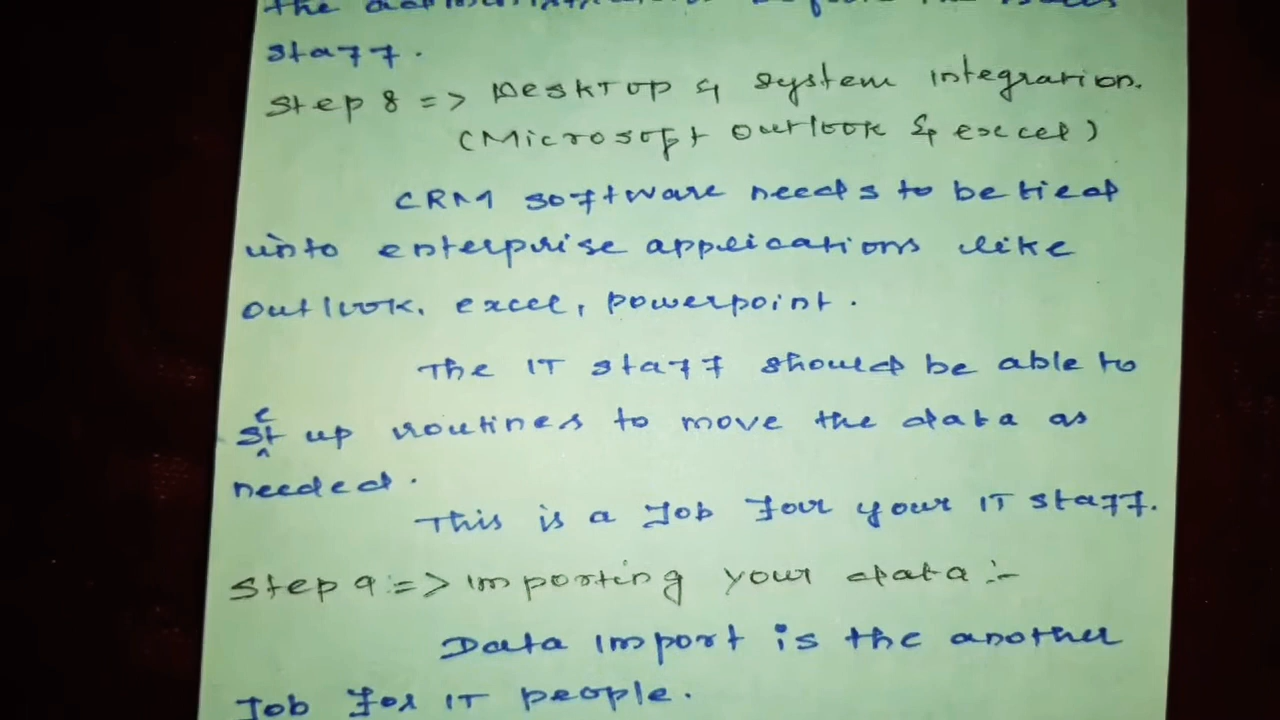 the
staff.
Step 8 => Desktop & system integration.
(Microsoft outlook & excel)
CRM software needs to be tied
unto enterprise applications like
outlook, excel, powerpoint.
The IT staff should be able to
set up routines to move the data as
needed.
This is a Job for your IT staff.
Step 9 :=> importing your data :-
Data import is the another
Job for IT people.